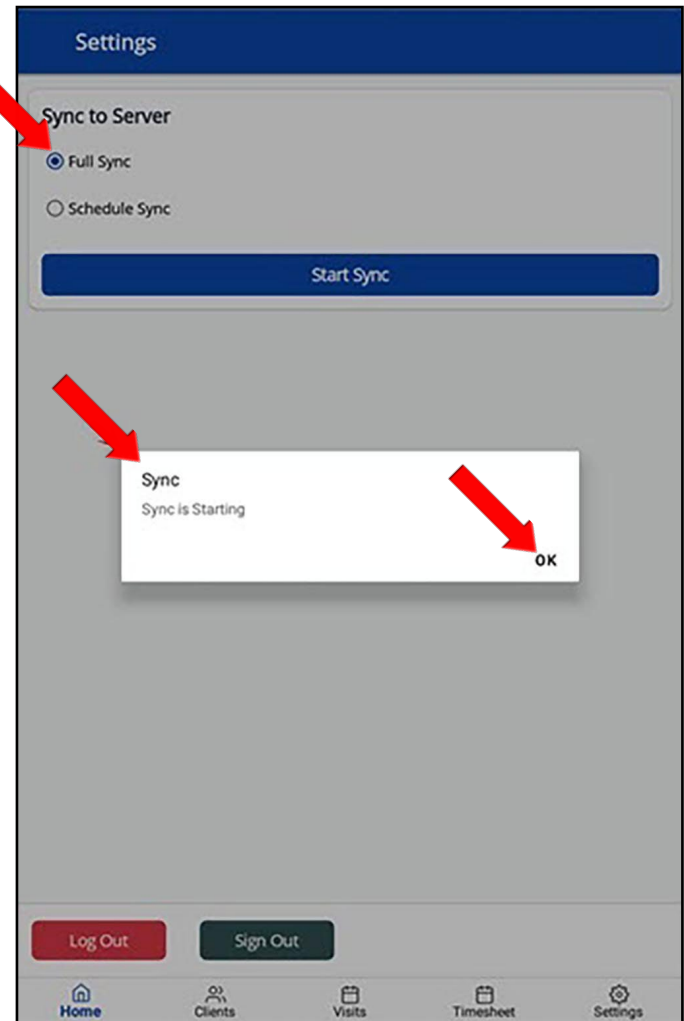 Settings
Sync to Server
Full Sync
Schedule Sync
Start Sync
Sync
Sync is Starting
OK
Log Out Sign Out
Home Clients Visits Timesheet Settings